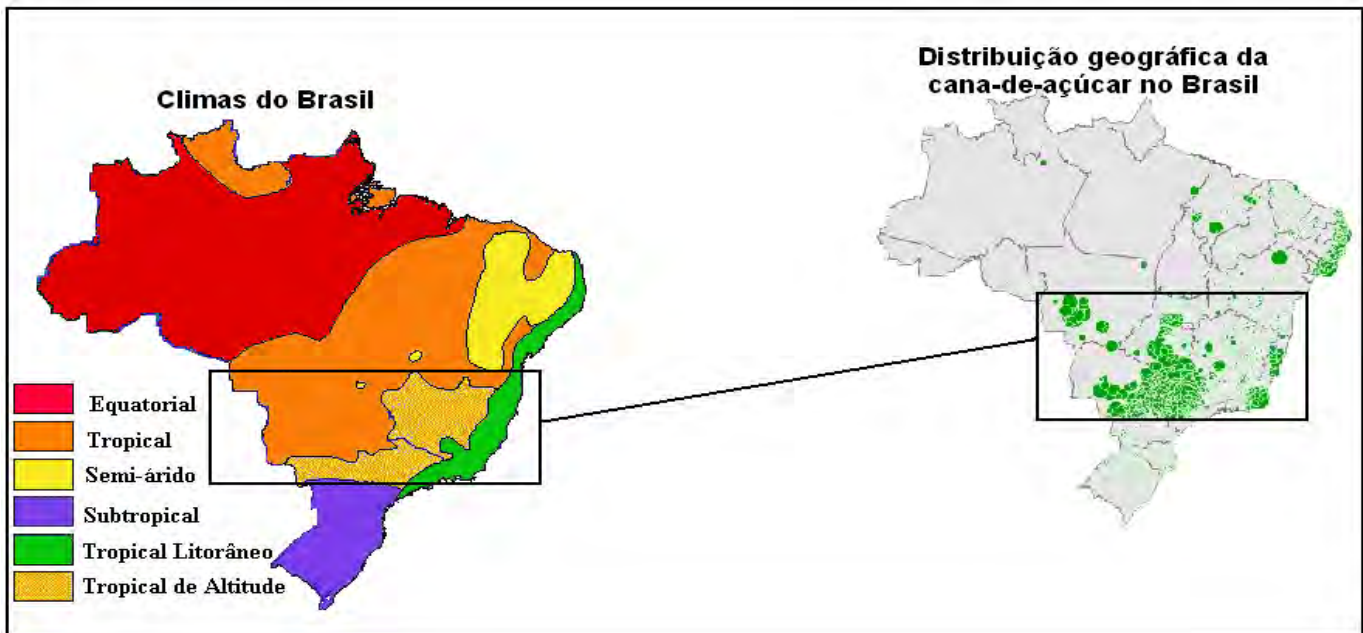 Climas do Brasil
Distribuição geográfica da
cana-de-açúcar no Brasil
Equatorial
Tropical
Semi-árido
Subtropical
Tropical Litorâneo
Tropical de Altitude